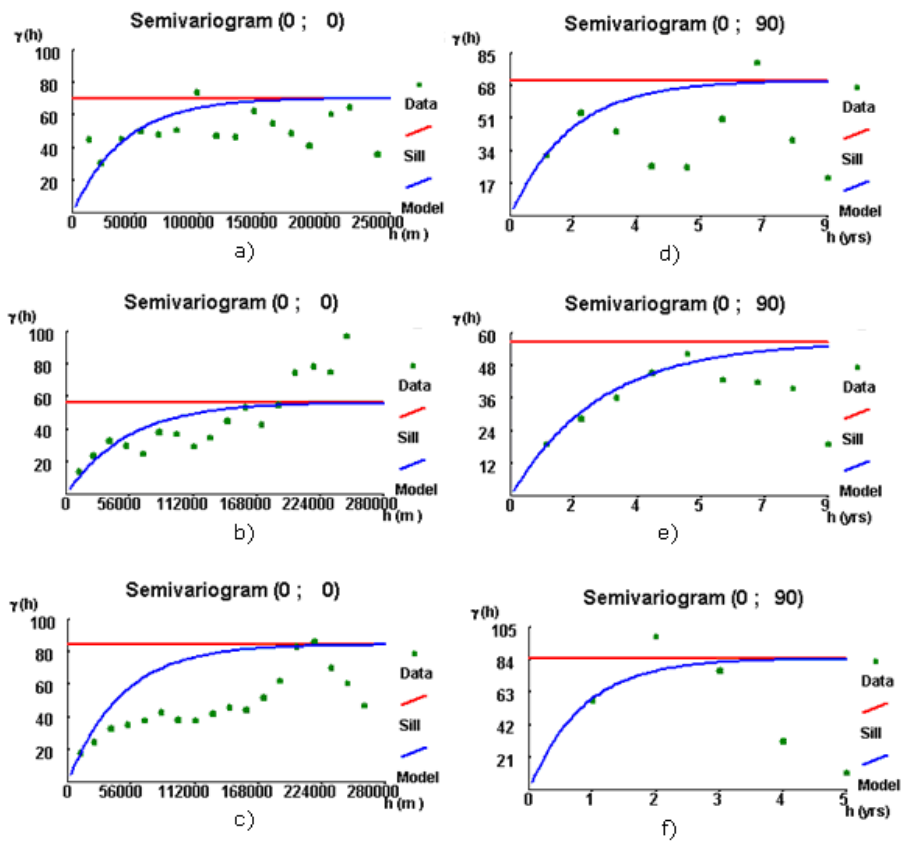 Semivariogram (0 ; 0)
γ(h)
100
80
60
40
20
0 50000 100000 150000 200000 250000
h (m )
Data
Sill
Model
a)
Semivariogram (0 ; 90)
γ(h)
85
68
51
34
17
0 2 4 6 7 9
h (yrs)
Data
Sill
Model
d)
Semivariogram (0 ; 0)
γ(h)
100
80
60
40
20
0 56000 112000 168000 224000 280000
h (m )
Data
Sill
Model
b)
Semivariogram (0 ; 90)
γ(h)
60
48
36
24
12
0 2 4 6 7 9
h (yrs)
Data
Sill
Model
e)
Semivariogram (0 ; 0)
γ(h)
100
80
60
40
20
0 56000 112000 168000 224000 280000
h (m )
Data
Sill
Model
c)
Semivariogram (0 ; 90)
γ(h)
105
84
63
42
21
0 1 2 3 4 5
h (yrs)
Data
Sill
Model
f)